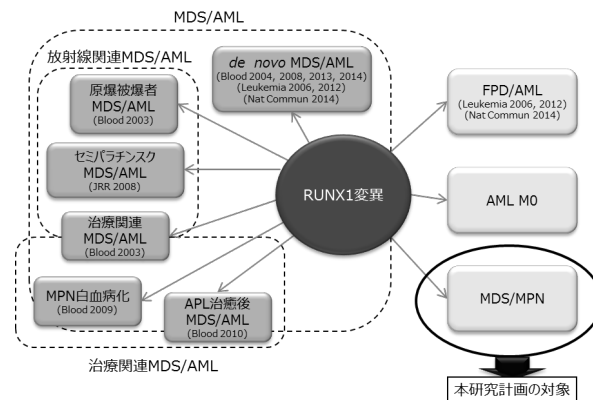 MDS/AML
放射線関連MDS/AML
原爆被爆者
MDS/AML
(Blood 2003)
セミパラチンスク
MDS/AML
(JRR 2008)
治療関連
MDS/AML
(Blood 2003)
MPN白血病化
(Blood 2009)
APL治癒後
MDS/AML
(Blood 2010)
治療関連MDS/AML
de novo MDS/AML
(Blood 2004, 2008, 2013, 2014)
(Leukemia 2006, 2012)
(Nat Commun 2014)
RUNX1変異
FPD/AML
(Leukemia 2006, 2012)
(Nat Commun 2014)
AML M0
MDS/MPN
本研究計画の対象